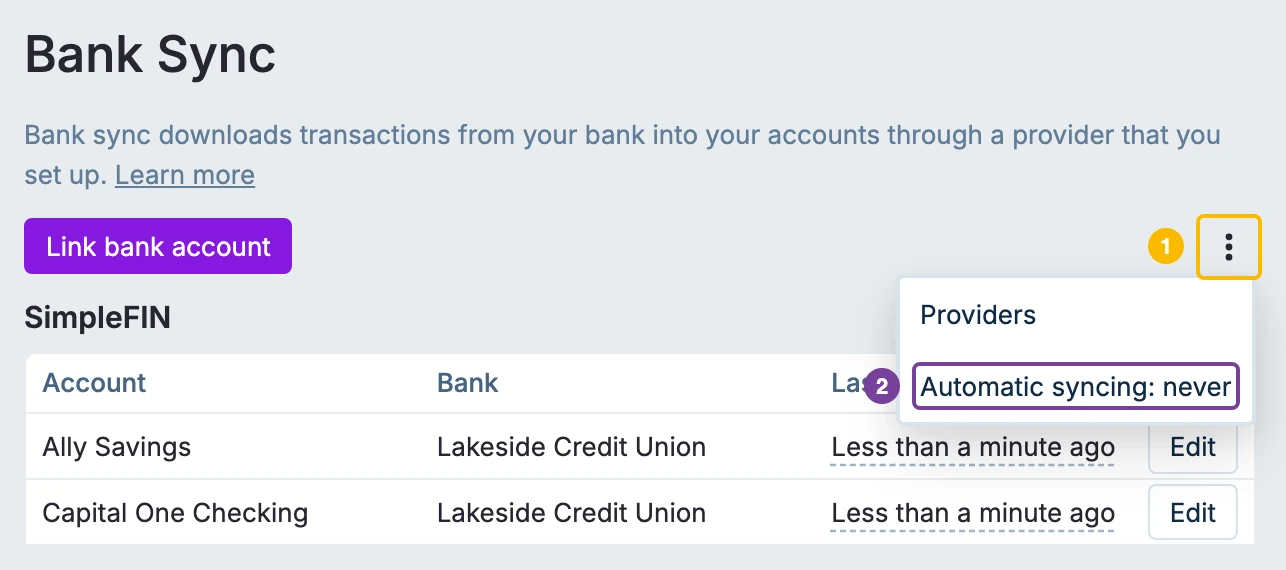 Bank Sync
Bank sync downloads transactions from your bank into your accounts through a provider that you
set up. Learn more
Link bank account
1
SimpleFIN
Providers
Account Bank
2 Automatic syncing: never
Ally Savings Lakeside Credit Union Less than a minute ago Edit
Capital One Checking Lakeside Credit Union Less than a minute ago Edit